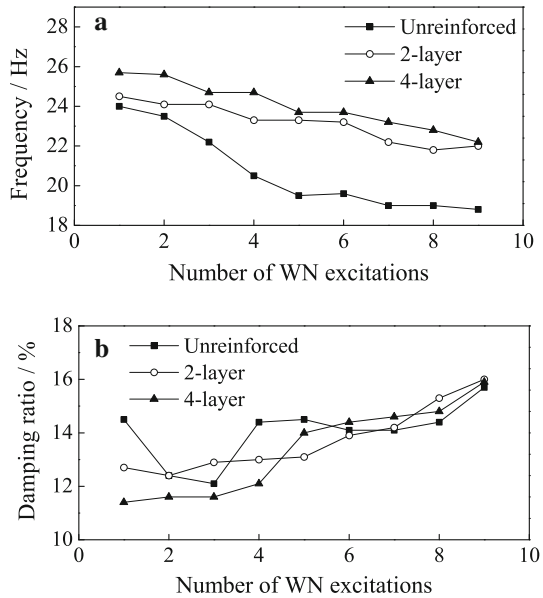 a
Unreinforced
2-layer
4-layer
Frequency / Hz
28
26
24
22
20
18
0
2
4
6
8
10
Number of WN excitations
b
Unreinforced
2-layer
4-layer
Damping ratio / %
18
16
14
12
10
0
2
4
6
8
10
Number of WN excitations